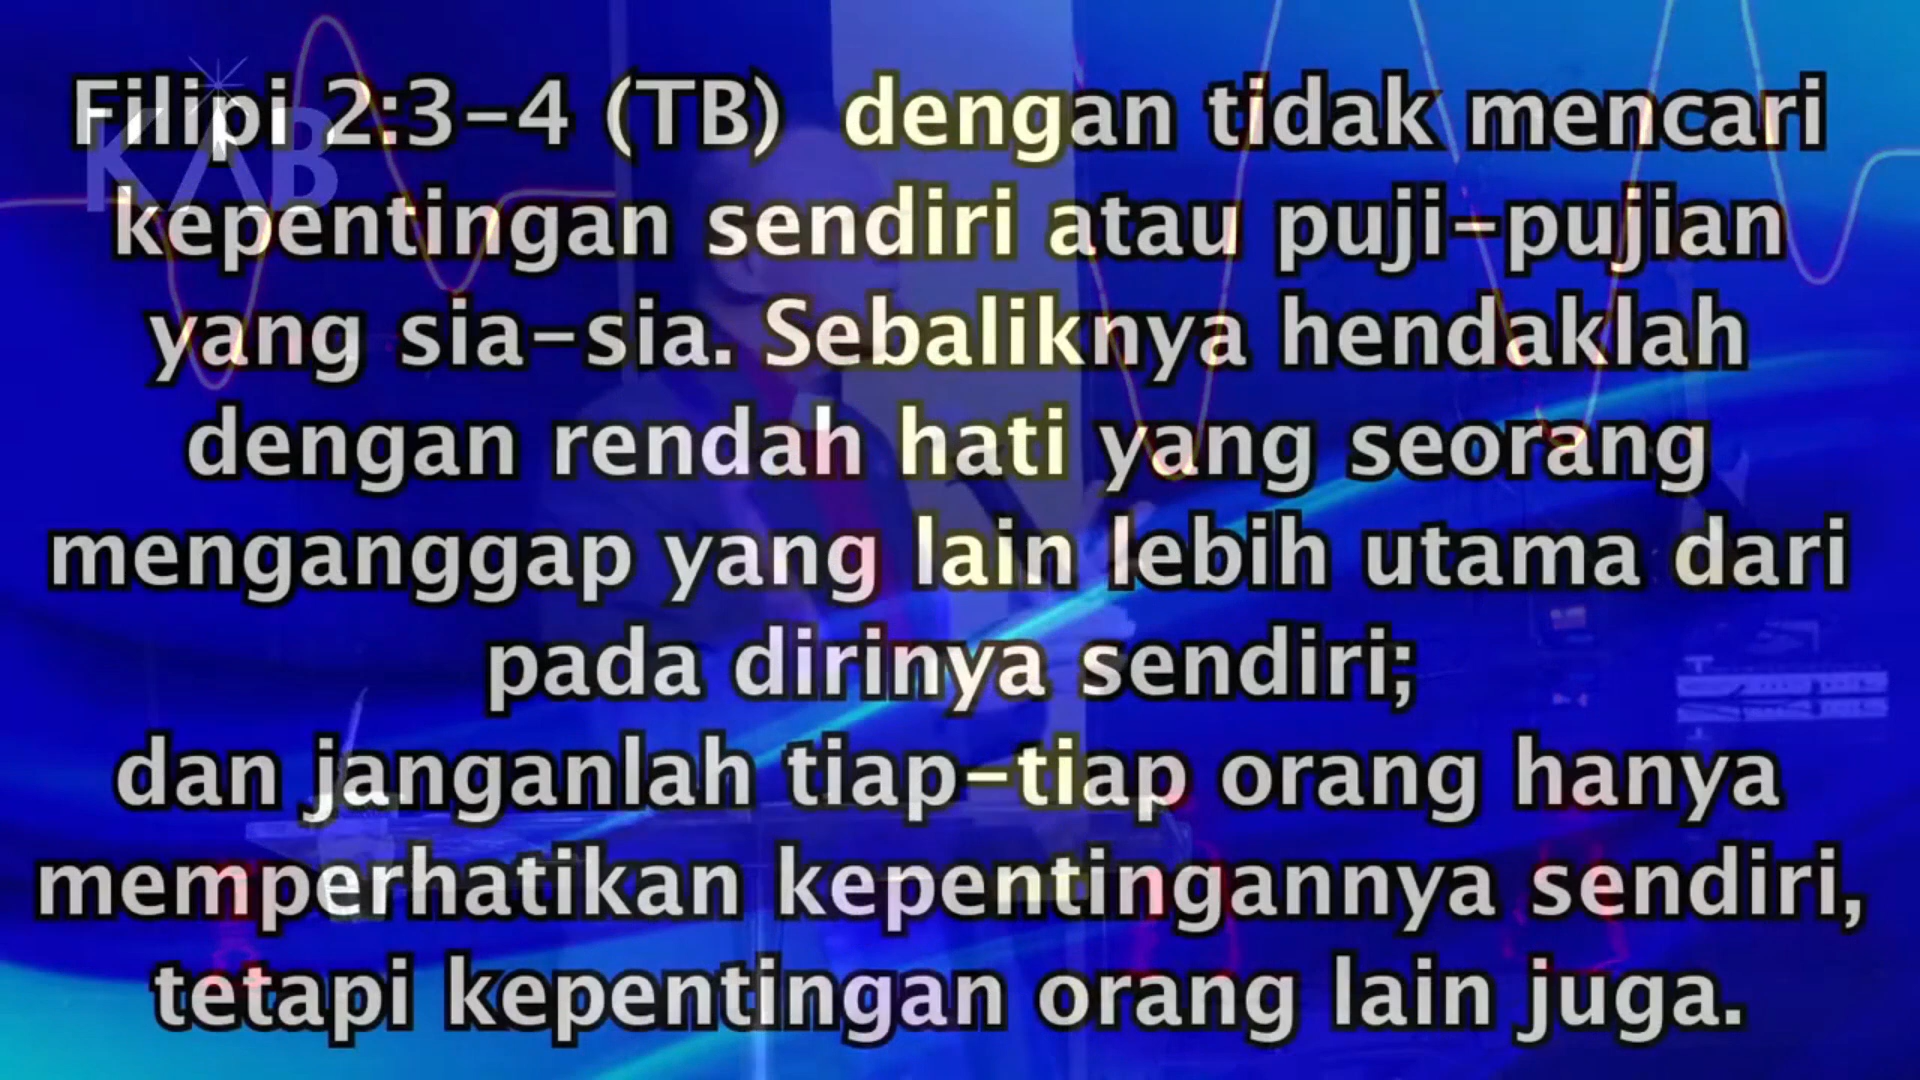 Filipi 2:3-4 (TB) dengan tidak mencari
kepentingan sendiri atau puji-pujian
yang sia-sia. Sebaliknya hendaklah
dengan rendah hati yang seorang
menganggap yang lain lebih utama dari
pada dirinya sendiri;
dan janganlah tiap-tiap orang hanya
memperhatikan kepentingannya sendiri,
tetapi kepentingan orang lain juga.
KAB